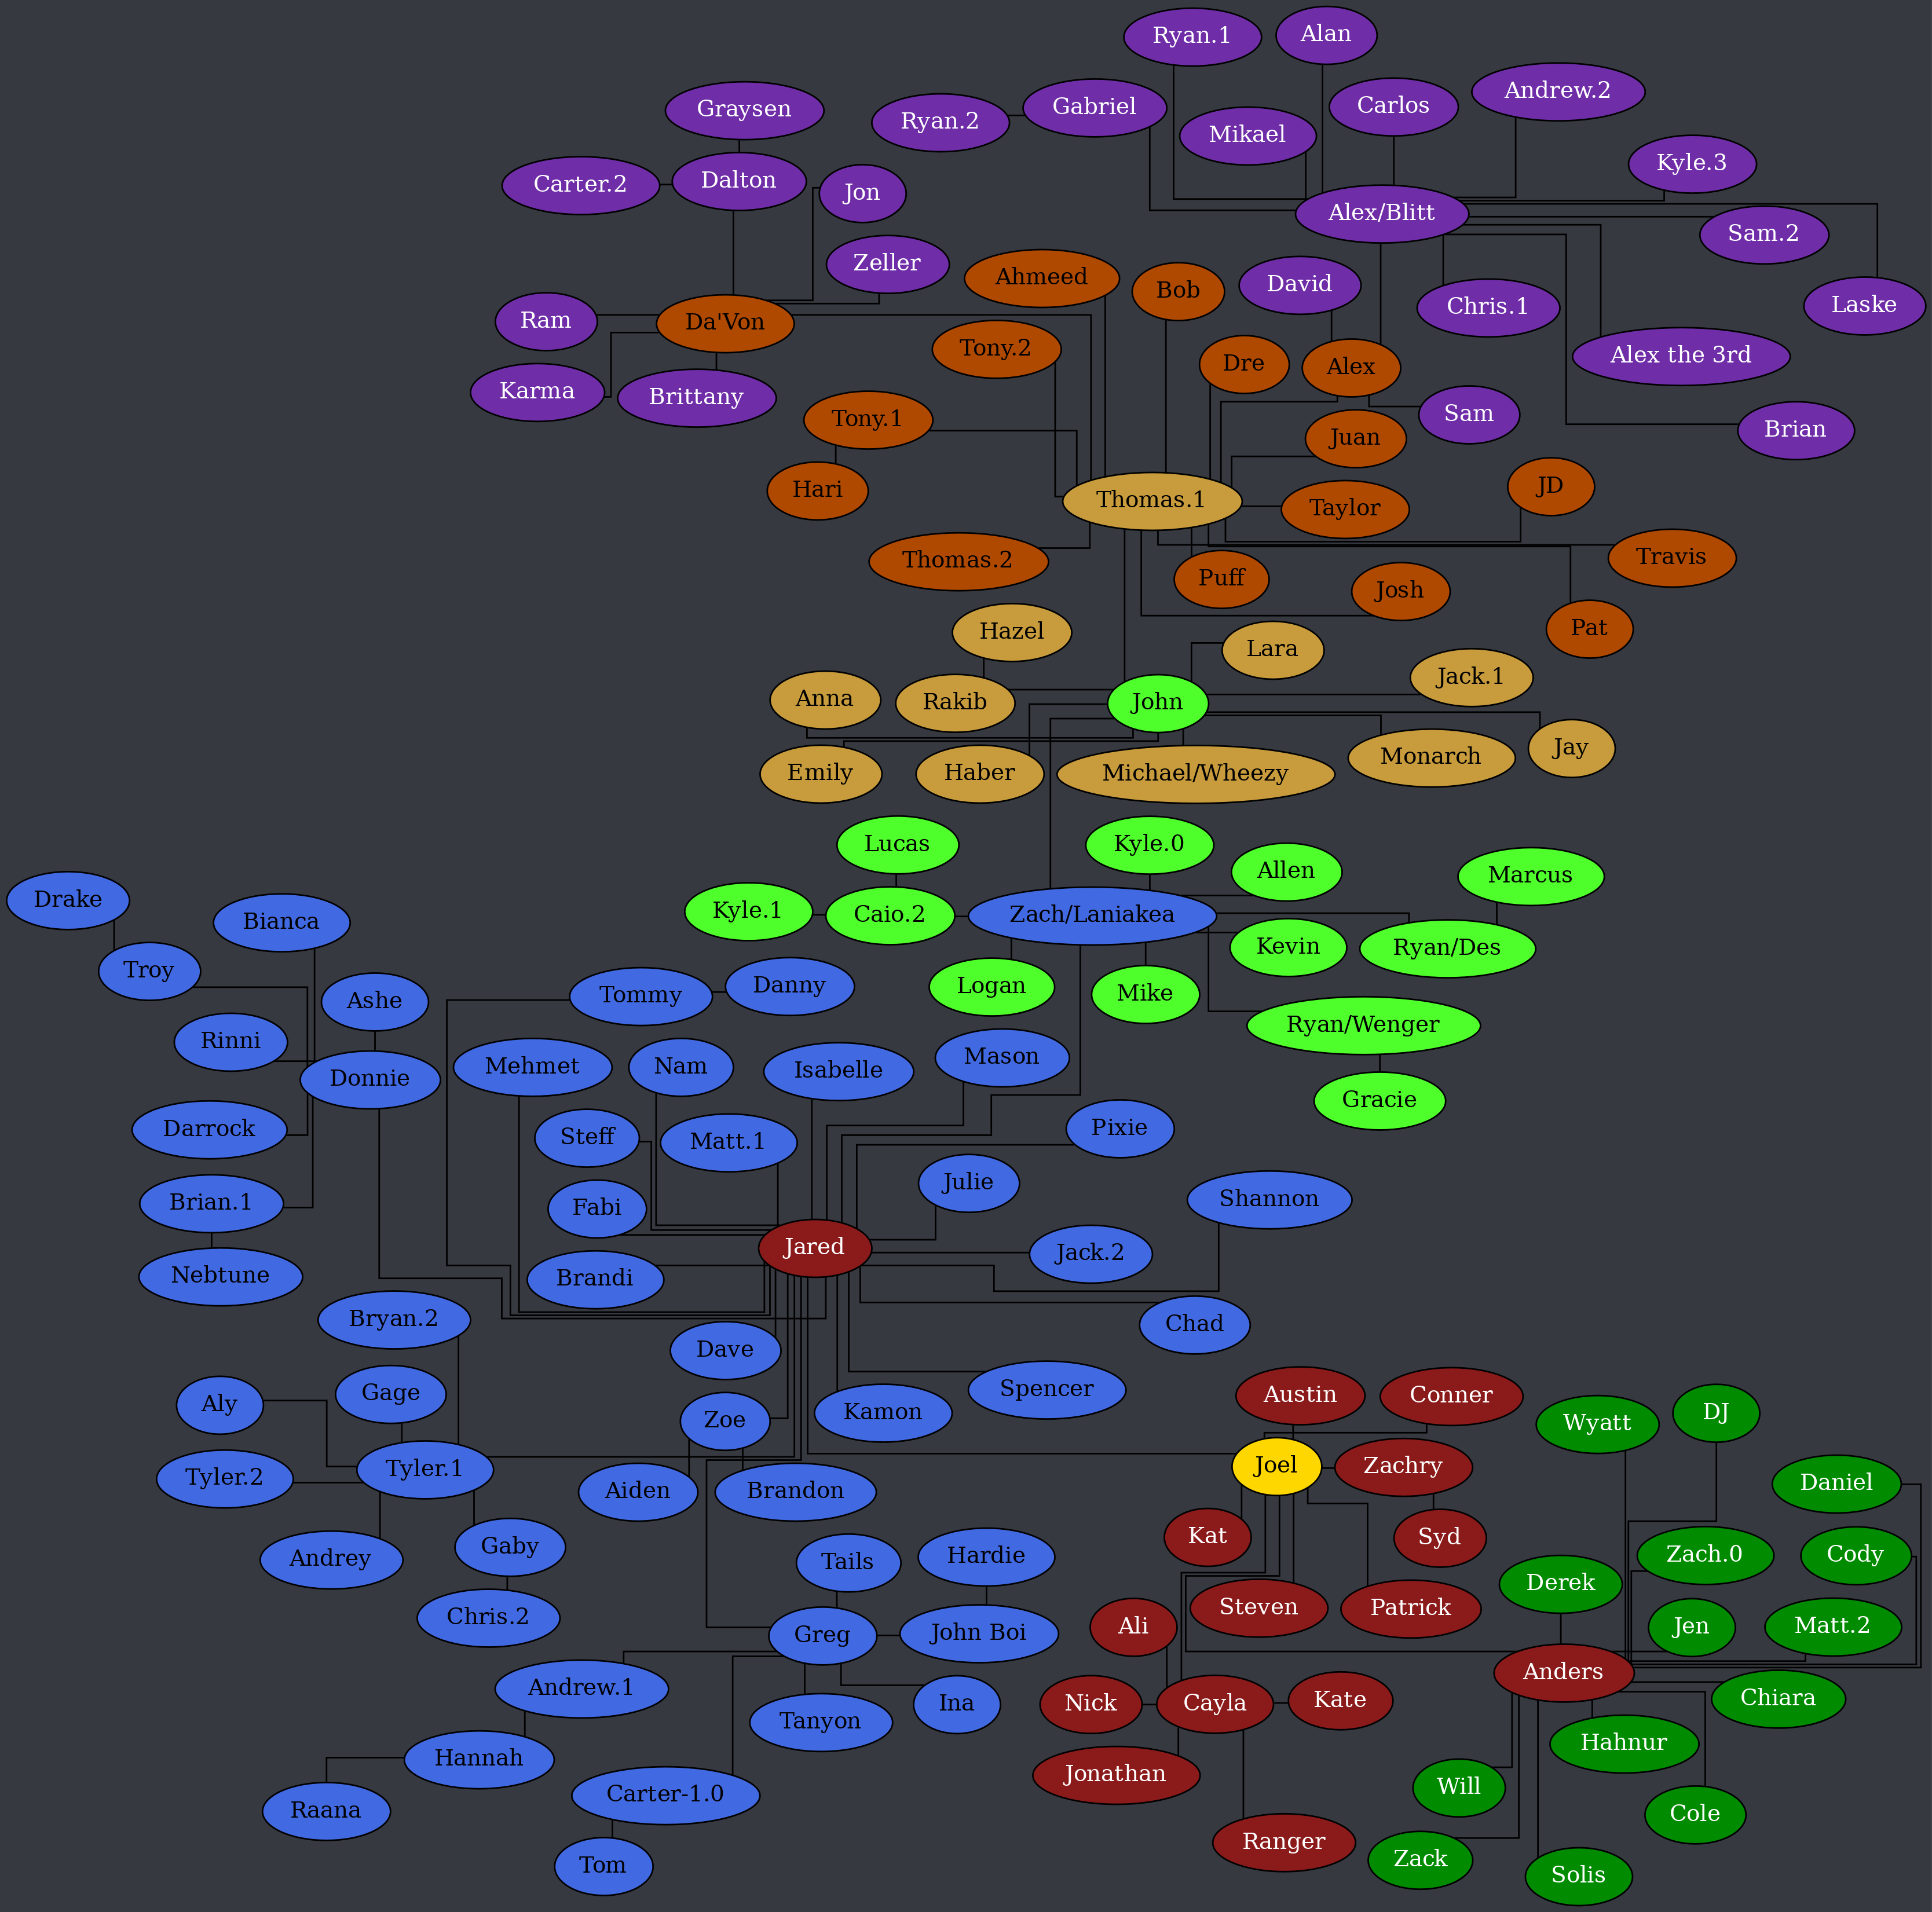 Ryan.1
Alan
Andrew.2
Graysen
Ryan.2
Gabriel
Carlos
Mikael
Kyle.3
Carter.2
Dalton
Jon
Alex/Blitt
Sam.2
Zeller
Ahmeed
Bob
David
Chris.1
Laske
Ram
Da'Von
Tony.2
Dre
Alex
Alex the 3rd
Karma
Brittany
Tony.1
Sam
Brian
Juan
Hari
Thomas.1
Taylor
JD
Thomas.2
Puff
Josh
Travis
Pat
Hazel
Lara
Jack.1
Anna
Rakib
John
Emily
Haber
Michael/Wheezy
Monarch
Jay
Lucas
Kyle.0
Allen
Marcus
Drake
Bianca
Kyle.1
Caio.2
Zach/Laniakea
Kevin
Ryan/Des
Troy
Ashe
Tommy
Danny
Logan
Mike
Ryan/Wenger
Rinni
Donnie
Mehmet
Nam
Isabelle
Mason
Gracie
Darrock
Steff
Matt.1
Pixie
Brian.1
Fabi
Julie
Shannon
Jared
Jack.2
Nebtune
Brandi
Bryan.2
Chad
Dave
Aly
Gage
Zoe
Kamon
Spencer
Austin
Conner
Wyatt
DJ
Tyler.2
Tyler.1
Aiden
Brandon
Joel
Zachry
Daniel
Andrey
Gaby
Kat
Syd
Zach.0
Cody
Tails
Hardie
Derek
Chris.2
Greg
John Boi
Ali
Steven
Patrick
Jen
Matt.2
Andrew.1
Tanyon
Ina
Nick
Cayla
Kate
Anders
Chiara
Hannah
Jonathan
Hahnur
Raana
Carter-1.0
Will
Cole
Tom
Ranger
Zack
Solis